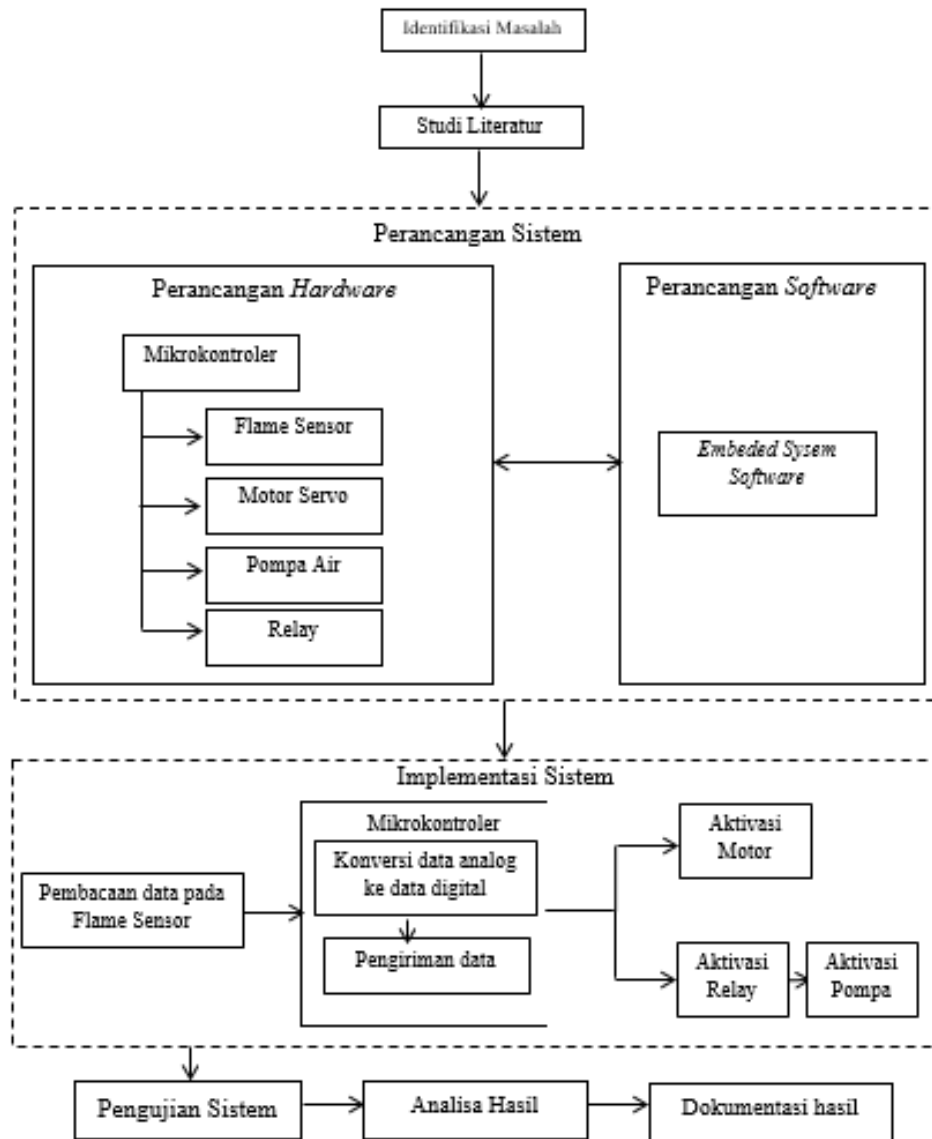 Identifikasi Masalah
Studi Literatur
Perancangan Sistem
Perancangan Hardware
Mikrokontroler
Flame Sensor
Motor Servo
Pompa Air
Relay
Perancangan Software
Embeded Sysem
Software
Implementasi Sistem
Pembacaan data pada
Flame Sensor
Mikrokontroler
Konversi data analog
ke data digital
Pengiriman data
Aktivasi
Motor
Aktivasi
Relay
Aktivasi
Pompa
Pengujian Sistem
Analisa Hasil
Dokumentasi hasil